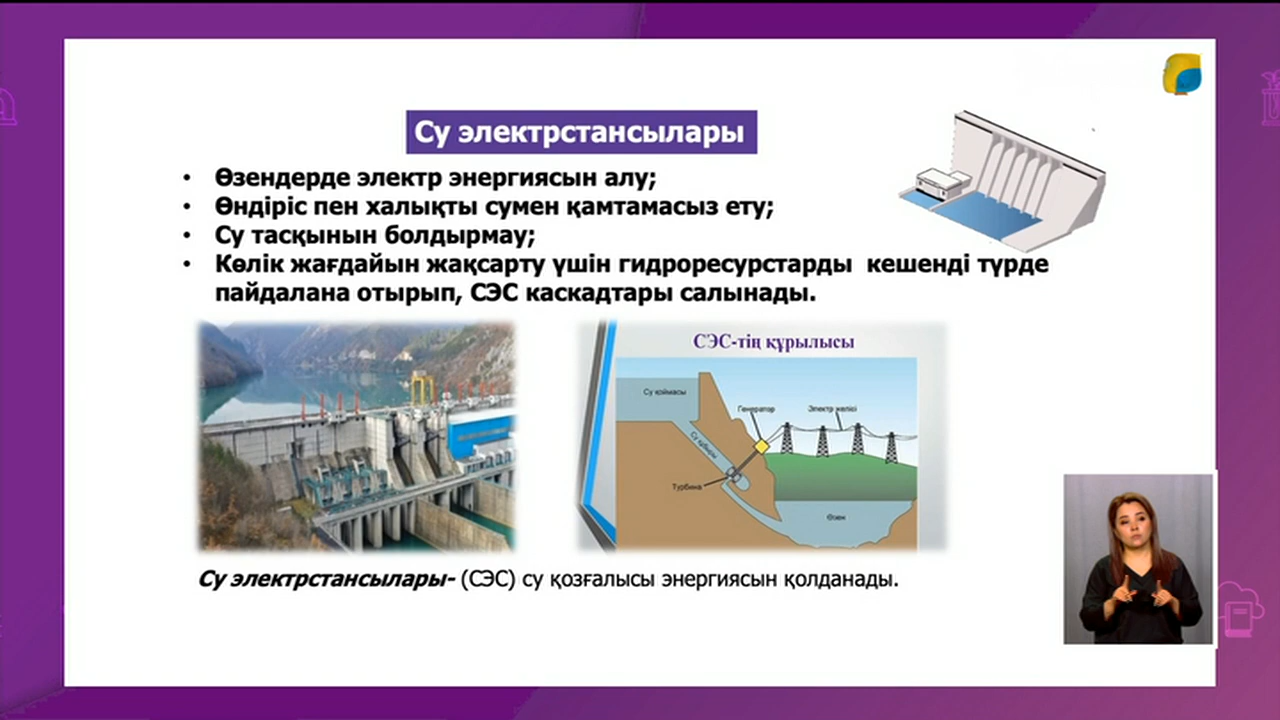 Су электрстансылары
• Өзендерде электр энергиясын алу;
• Өндіріс пен халықты сумен қамтамасыз ету;
• Су тасқынын болдырмау;
• Көлік жағдайын жақсарту үшін гидроресурстарды кешенді түрде
пайдалана отырып, СЭС каскадтары салынады.
СЭС-тің құрылысы
Су қоймасы
Генератор
Электр желісі
Су құбыры
Турбина
Өзен
Су электрстансылары- (СЭС) су қозғалысы энергиясын қолданады.